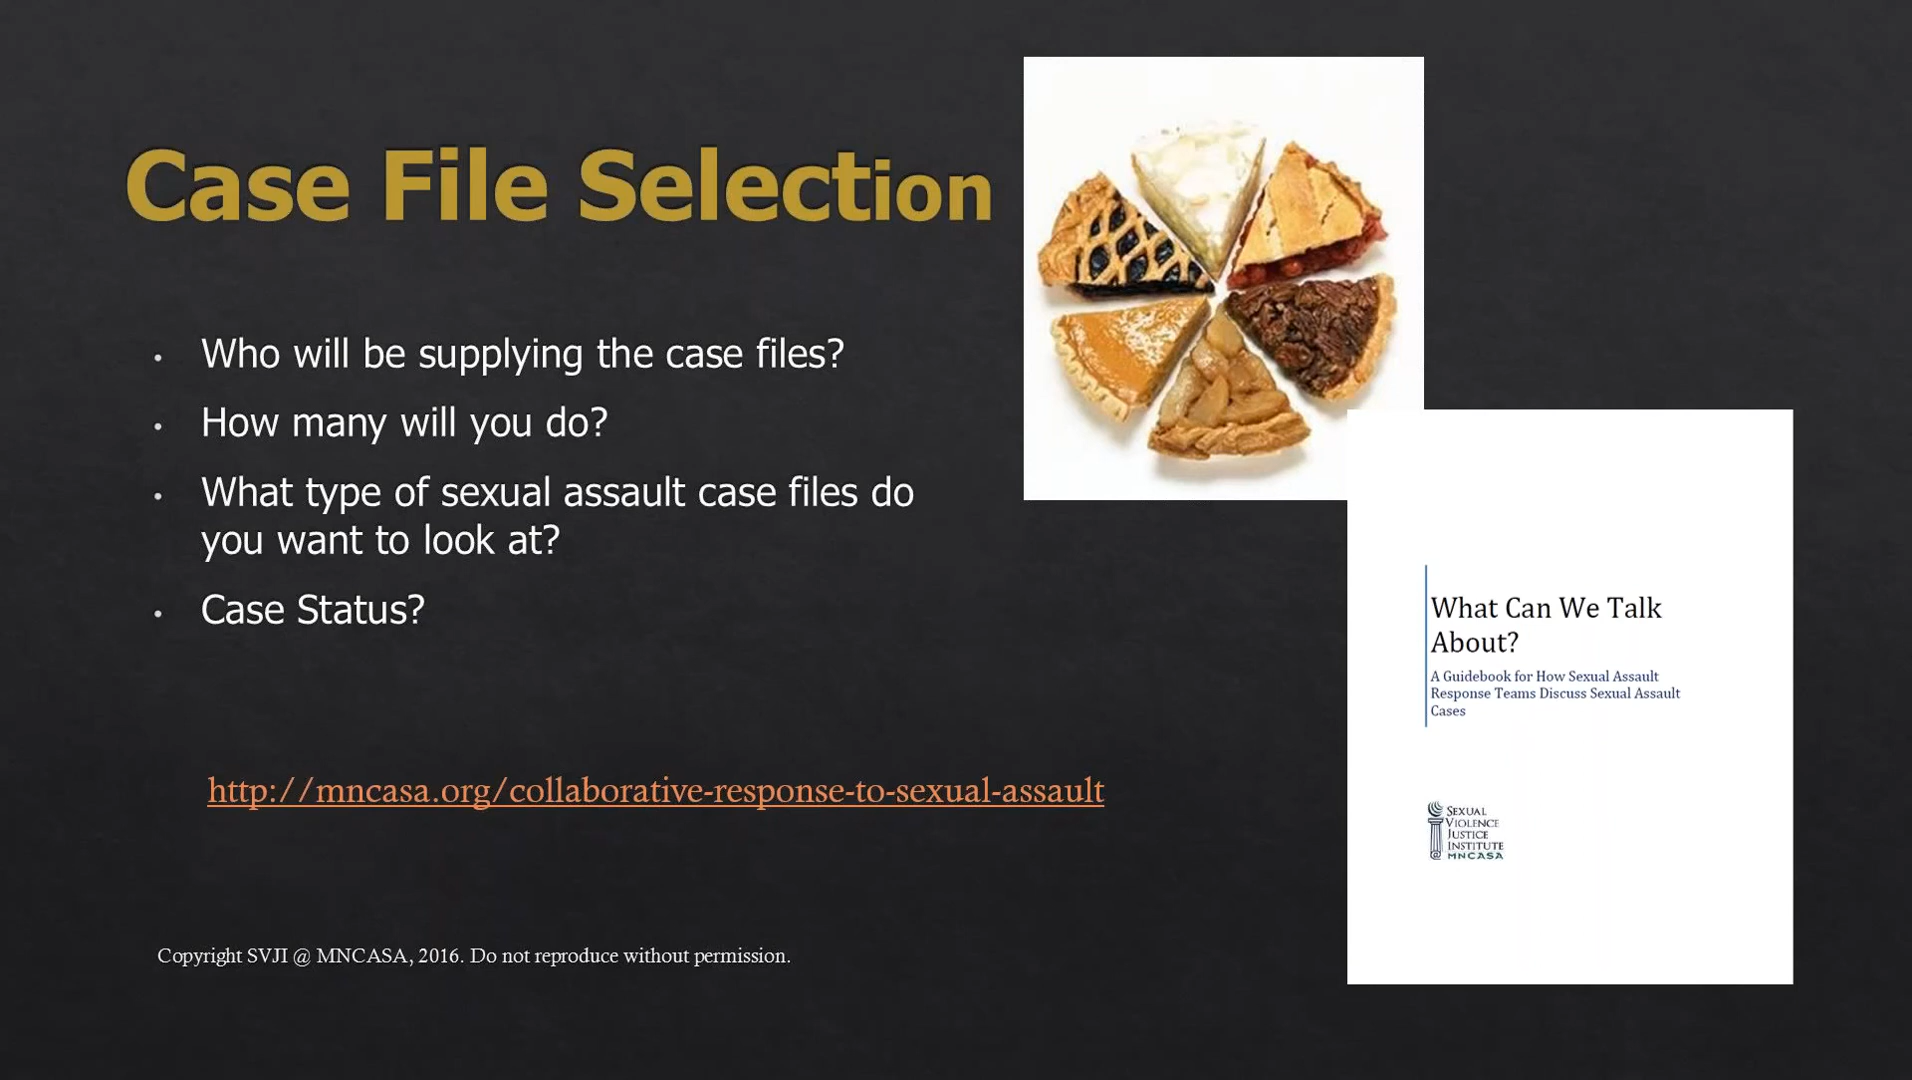 Case File Selection
• Who will be supplying the case files?
• How many will you do?
• What type of sexual assault case files do
you want to look at?
• Case Status?
http://mncasa.org/collaborative-response-to-sexual-assault
Copyright SVJI @ MNCASA, 2016. Do not reproduce without permission.
What Can We Talk
About?
A Guidebook for How Sexual Assault
Response Teams Discuss Sexual Assault
Cases
SEXUAL
VIOLENCE
JUSTICE
INSTITUTE
@ MNCASA